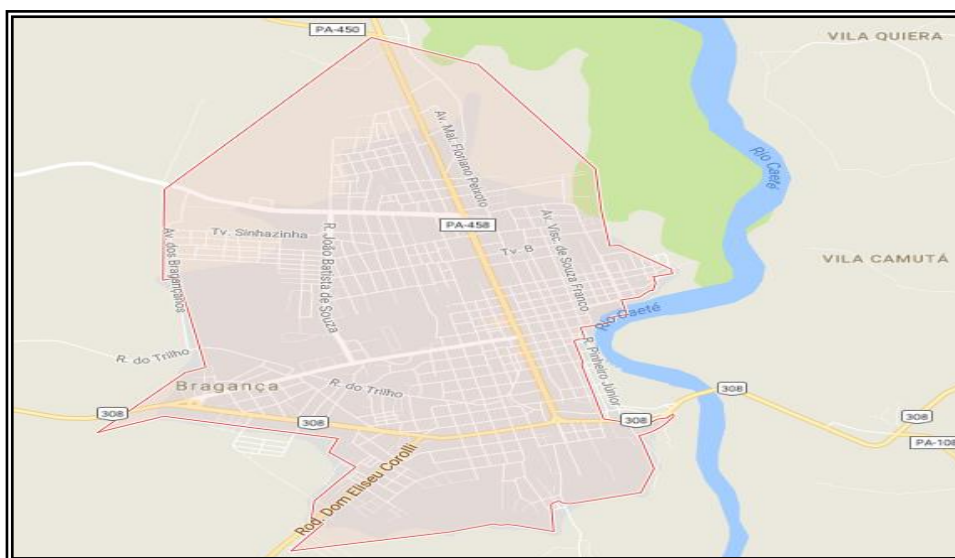 PA-450
VILA QUIERA
Av. Mal. Floriano Peixoto
Rio Caeté
PA-458
Tv. Sinhazinha
R. João Batista de Souza
Av. Visc. de Souza Franco
Tv. B
Av. dos Bragançanos
VILA CAMUTÁ
Rio Caeté
R. do Trilho
R. Pinheiro Júnior
Bragança
R. do Trilho
308
308
308
308
308
PA-108
Rod. Dom Eliseu Corolli